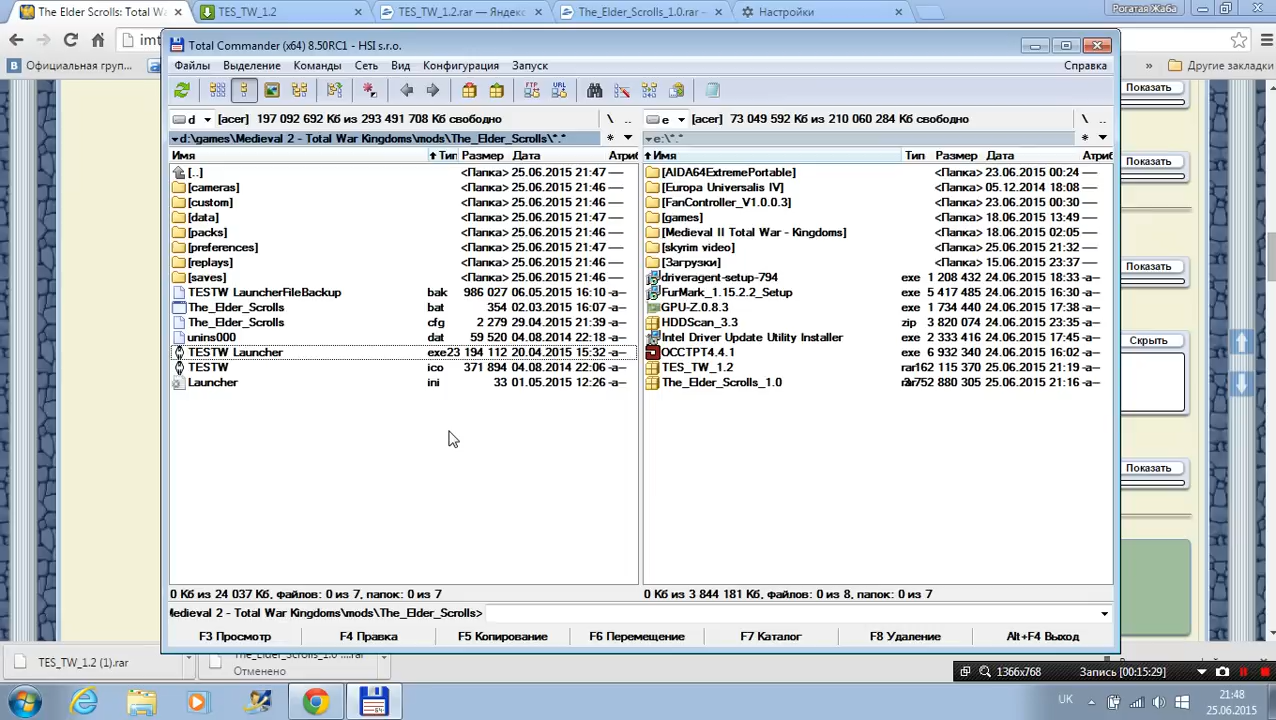 The Elder Scrolls: Total Wa
TES_TW_1.2
TES_TW_1.2.rar — Яндекс
The_Elder_Scrolls_1.0.rar –
Настройки
Рогатая Жаба
imt
Официальная груп...
Другие закладки
Total Commander (x64) 8.50RC1 - HSI s.r.o.
Файлы Выделение Команды Сеть Вид Конфигурация Запуск Справка
d [acer] 197 092 692 Кб из 293 491 708 Кб свободно \ ..
e [acer] 73 049 592 Кб из 210 060 284 Кб свободно \ ..
d:\games\Medieval 2 - Total War Kingdoms\mods\The_Elder_Scrolls\*.*
e:\*.*
Имя Тип Размер Дата Атриб
[..] <Папка> 25.06.2015 21:47 ----
[cameras] <Папка> 25.06.2015 21:46 ----
[custom] <Папка> 25.06.2015 21:46 ----
[data] <Папка> 25.06.2015 21:47 ----
[packs] <Папка> 25.06.2015 21:46 ----
[preferences] <Папка> 25.06.2015 21:47 ----
[replays] <Папка> 25.06.2015 21:46 ----
[saves] <Папка> 25.06.2015 21:46 ----
TESTW LauncherFileBackup bak 986 027 06.05.2015 16:10 -a--
The_Elder_Scrolls bat 354 02.03.2015 16:07 -a--
The_Elder_Scrolls cfg 2 279 29.04.2015 21:39 -a--
unins000 dat 59 520 04.08.2014 22:18 -a--
TESTW Launcher exe 23 194 112 20.04.2015 15:32 -a--
TESTW ico 371 894 04.08.2014 22:06 -a--
Launcher ini 33 01.05.2015 12:26 -a--
Имя Тип Размер Дата Атриб
[AIDA64ExtremePortable] <Папка> 23.06.2015 00:24 ----
[Europa Universalis IV] <Папка> 05.12.2014 18:08 ----
[FanController_V1.0.0.3] <Папка> 23.06.2015 00:30 ----
[games] <Папка> 18.06.2015 13:49 ----
[Medieval II Total War - Kingdoms] <Папка> 18.06.2015 02:05 ----
[skyrim video] <Папка> 25.06.2015 21:32 ----
[Загрузки] <Папка> 15.06.2015 23:37 ----
driveragent-setup-794 exe 1 208 432 24.06.2015 18:33 -a--
FurMark_1.15.2.2_Setup exe 5 417 485 24.06.2015 16:30 -a--
GPU-Z.0.8.3 exe 1 734 440 24.06.2015 17:38 -a--
HDDScan_3.3 zip 3 820 074 24.06.2015 23:35 -a--
Intel Driver Update Utility Installer exe 2 333 416 24.06.2015 17:45 -a--
OCCTPT4.4.1 exe 6 932 340 24.06.2015 16:02 -a--
TES_TW_1.2 rar 162 115 370 25.06.2015 21:19 -a--
The_Elder_Scrolls_1.0 752 880 305 25.06.2015 21:16 -a--
0 Кб из 24 037 Кб, файлов: 0 из 7, папок: 0 из 7
0 Кб из 3 844 181 Кб, файлов: 0 из 8, папок: 0 из 7
Medieval 2 - Total War Kingdoms\mods\The_Elder_Scrolls>
F3 Просмотр F4 Правка F5 Копирование F6 Перемещение F7 Каталог F8 Удаление Alt+F4 Выход
Показать
Показать
Показать
Скрыть
Показать
TES_TW_1.2 (1).rar
The_Elder_Scrolls_1.0 ....rar
Отменено
1366x768
Запись [00:15:29]
UK
21:48
25.06.2015